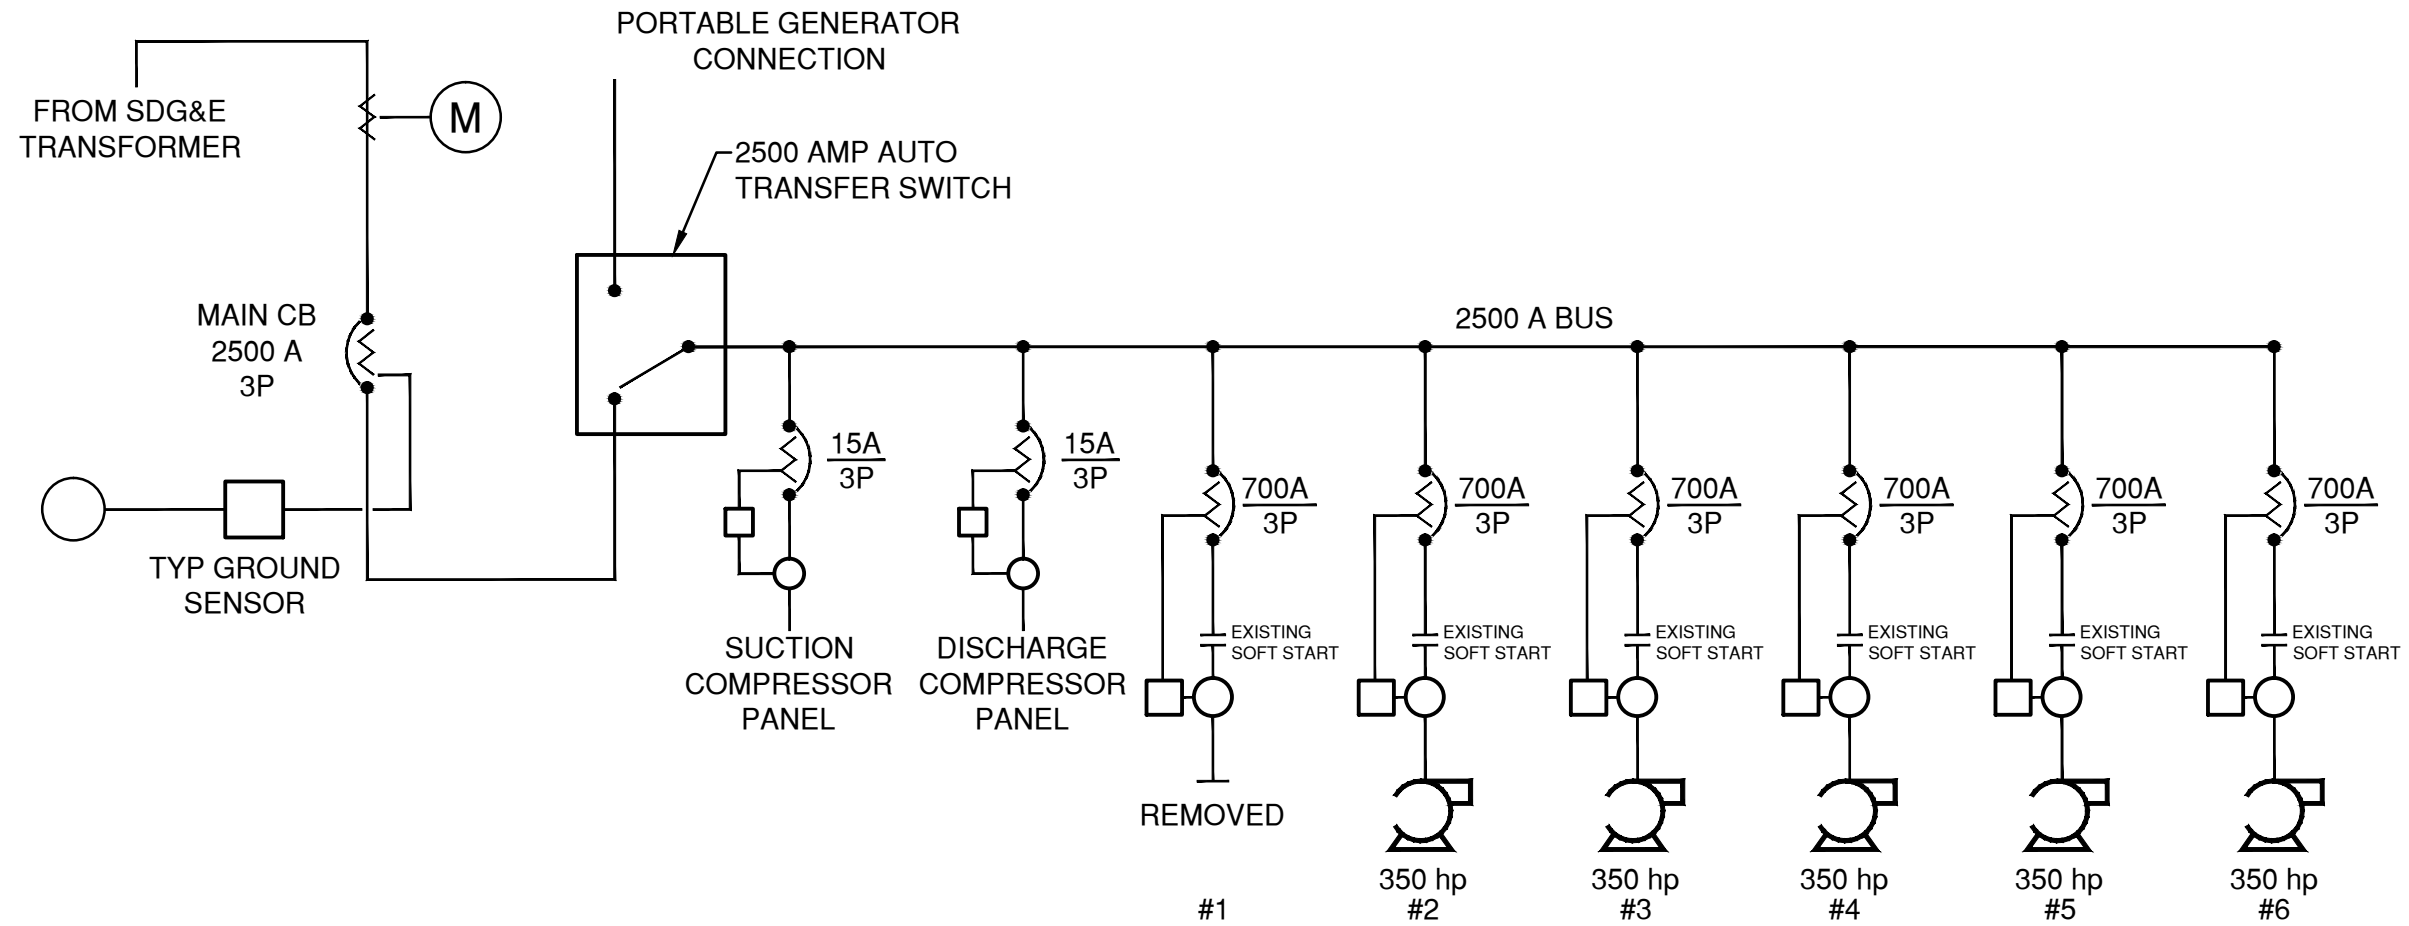 PORTABLE GENERATOR
CONNECTION
FROM SDG&E
TRANSFORMER
M
2500 AMP AUTO
TRANSFER SWITCH
MAIN CB
2500 A
3P
2500 A BUS
TYP GROUND
SENSOR
15A
3P
15A
3P
700A
3P
700A
3P
700A
3P
700A
3P
700A
3P
700A
3P
SUCTION
COMPRESSOR
PANEL
DISCHARGE
COMPRESSOR
PANEL
EXISTING
SOFT START
EXISTING
SOFT START
EXISTING
SOFT START
EXISTING
SOFT START
EXISTING
SOFT START
EXISTING
SOFT START
REMOVED
#1
350 hp
#2
350 hp
#3
350 hp
#4
350 hp
#5
350 hp
#6